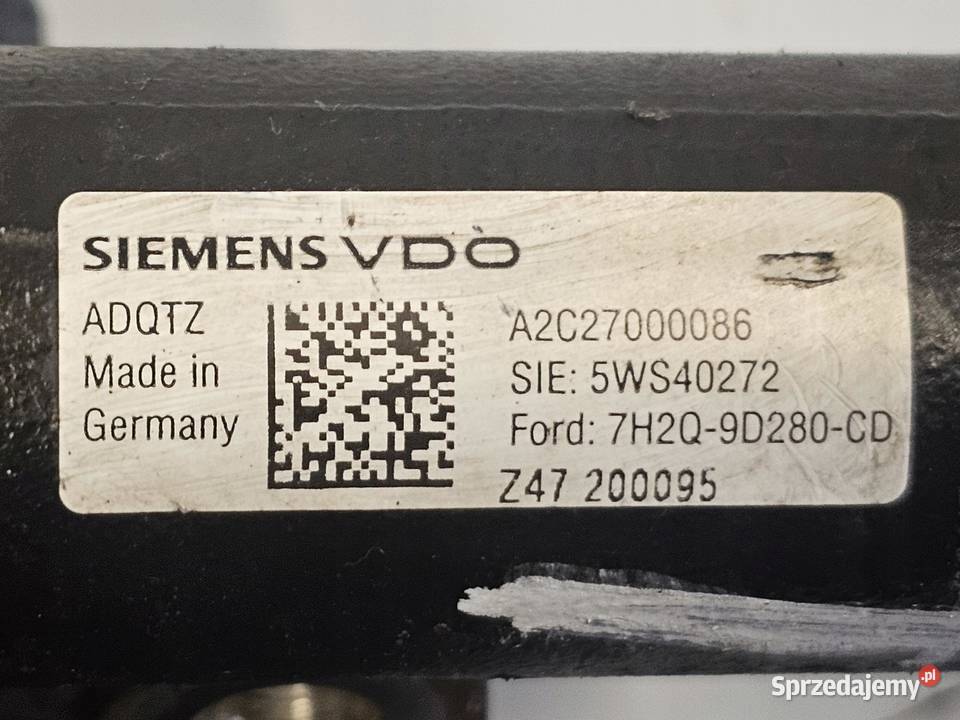 SIEMENS VDO
ADQTZ
Made in
Germany
A2C27000086
SIE: 5WS40272
Ford: 7H2Q-9D280-CD
Z47 200095
Sprzedajemy.pl